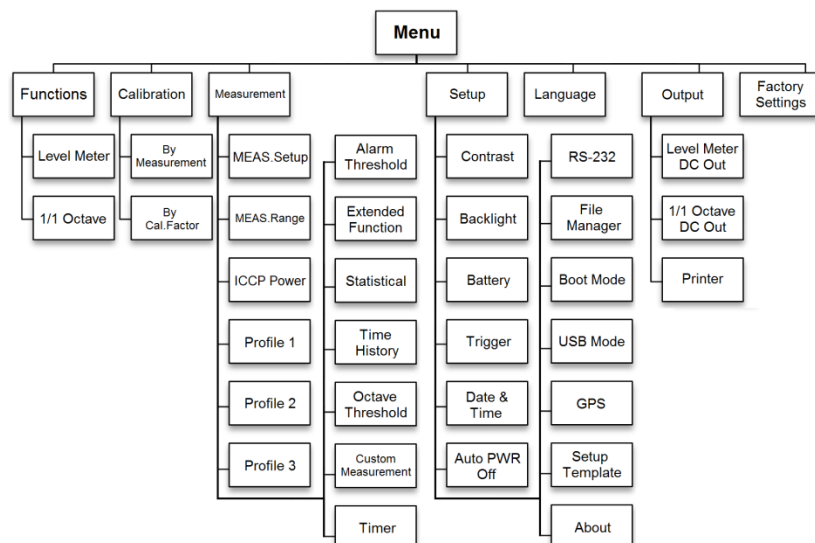 Menu
Functions
Calibration
Measurement
Setup
Language
Output
Factory
Settings
Level Meter
1/1 Octave
By
Measurement
By
Cal.Factor
MEAS.Setup
MEAS.Range
ICCP Power
Profile 1
Profile 2
Profile 3
Alarm
Threshold
Extended
Function
Statistical
Time
History
Octave
Threshold
Custom
Measurement
Timer
Contrast
Backlight
Battery
Trigger
Date &
Time
Auto PWR
Off
RS-232
File
Manager
Boot Mode
USB Mode
GPS
Setup
Template
About
Level Meter
DC Out
1/1 Octave
DC Out
Printer